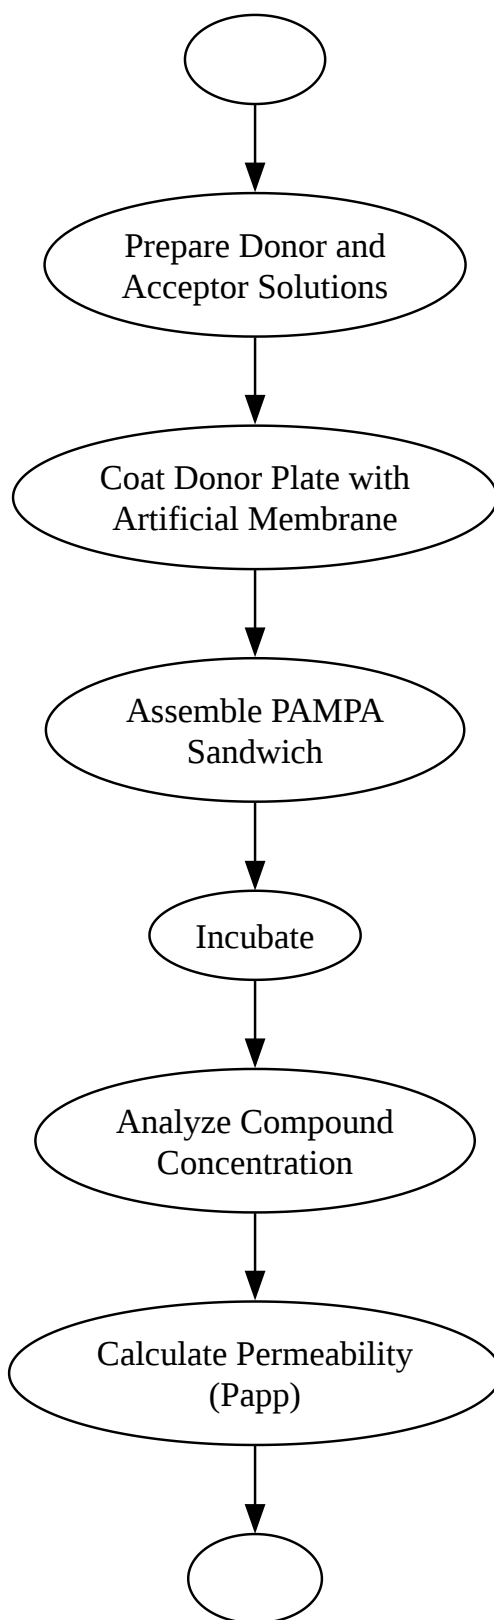 Prepare Donor and
Acceptor Solutions
Coat Donor Plate with
Artificial Membrane
Assemble PAMPA
Sandwich
Incubate
Analyze Compound
Concentration
Calculate Permeability
(Papp)